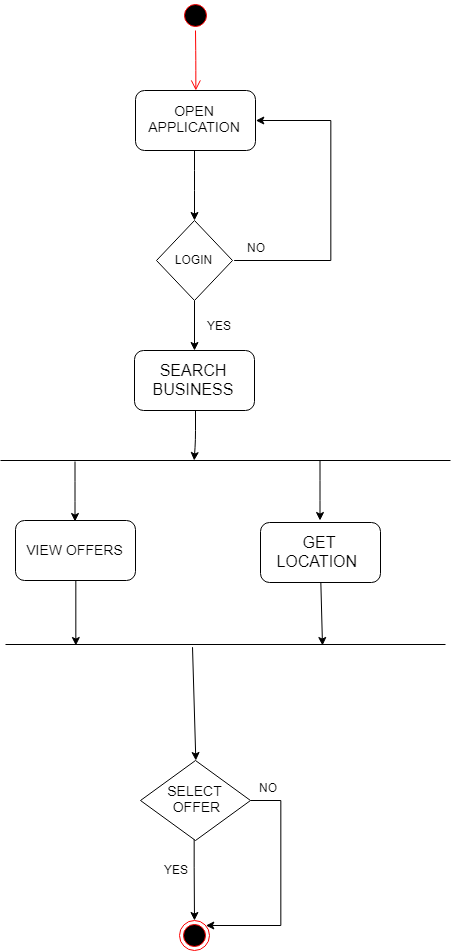 OPEN
APPLICATION
LOGIN
NO
YES
SEARCH
BUSINESS
VIEW OFFERS
GET
LOCATION
SELECT
OFFER
NO
YES